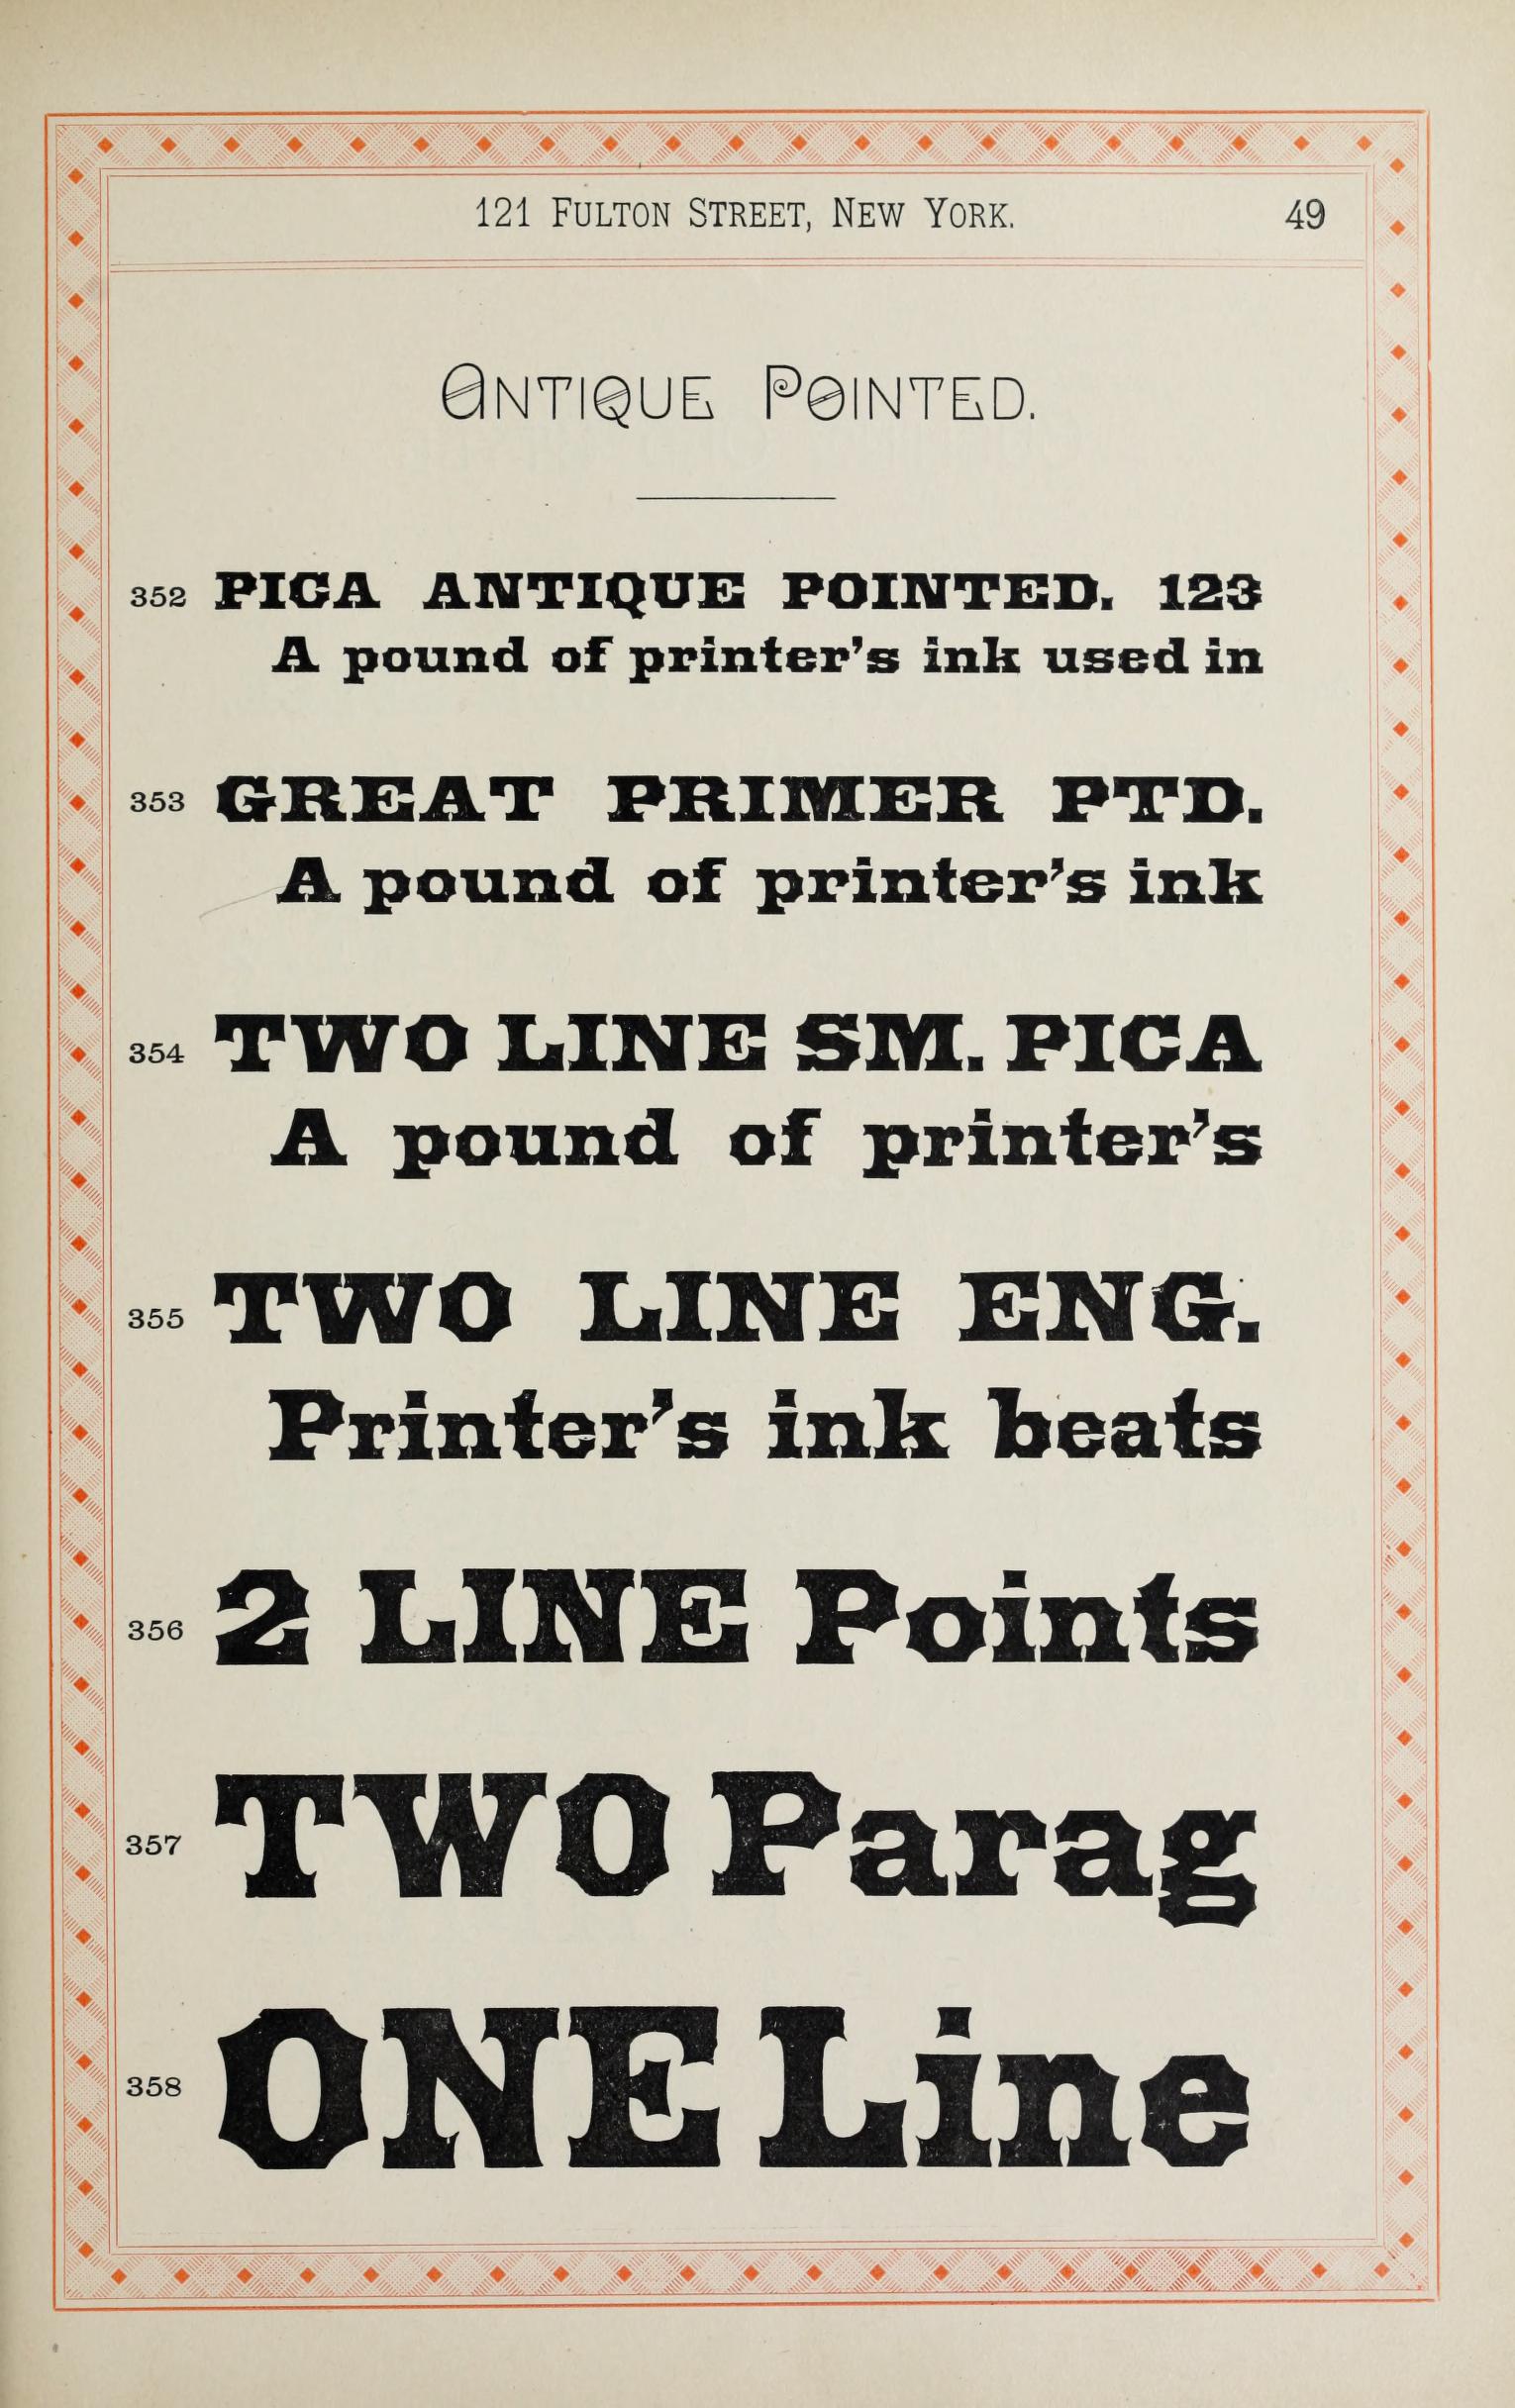 121 FULTON STREET, NEW YORK. 49
ANTIQUE POINTED.
352 PICA ANTIQUE POINTED. 123
A pound of printer's ink used in
353 GREAT PRIMER PTD.
A pound of printer's ink
354 TWO LINE SM. PICA
A pound of printer's
355 TWO LINE ENG.
Printer's ink beats
356 2 LINE Points
357 TWO Parag
358 ONE Line